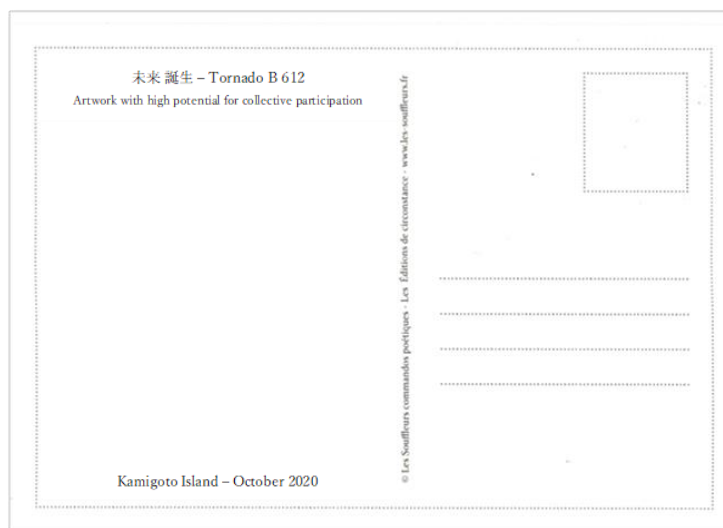 未来 誕生 – Tornado B 612
Artwork with high potential for collective participation
Kamigoto Island – October 2020
© Les Souffleurs commandos poétiques - Les Éditions de circonstance - www.les-souffleurs.fr